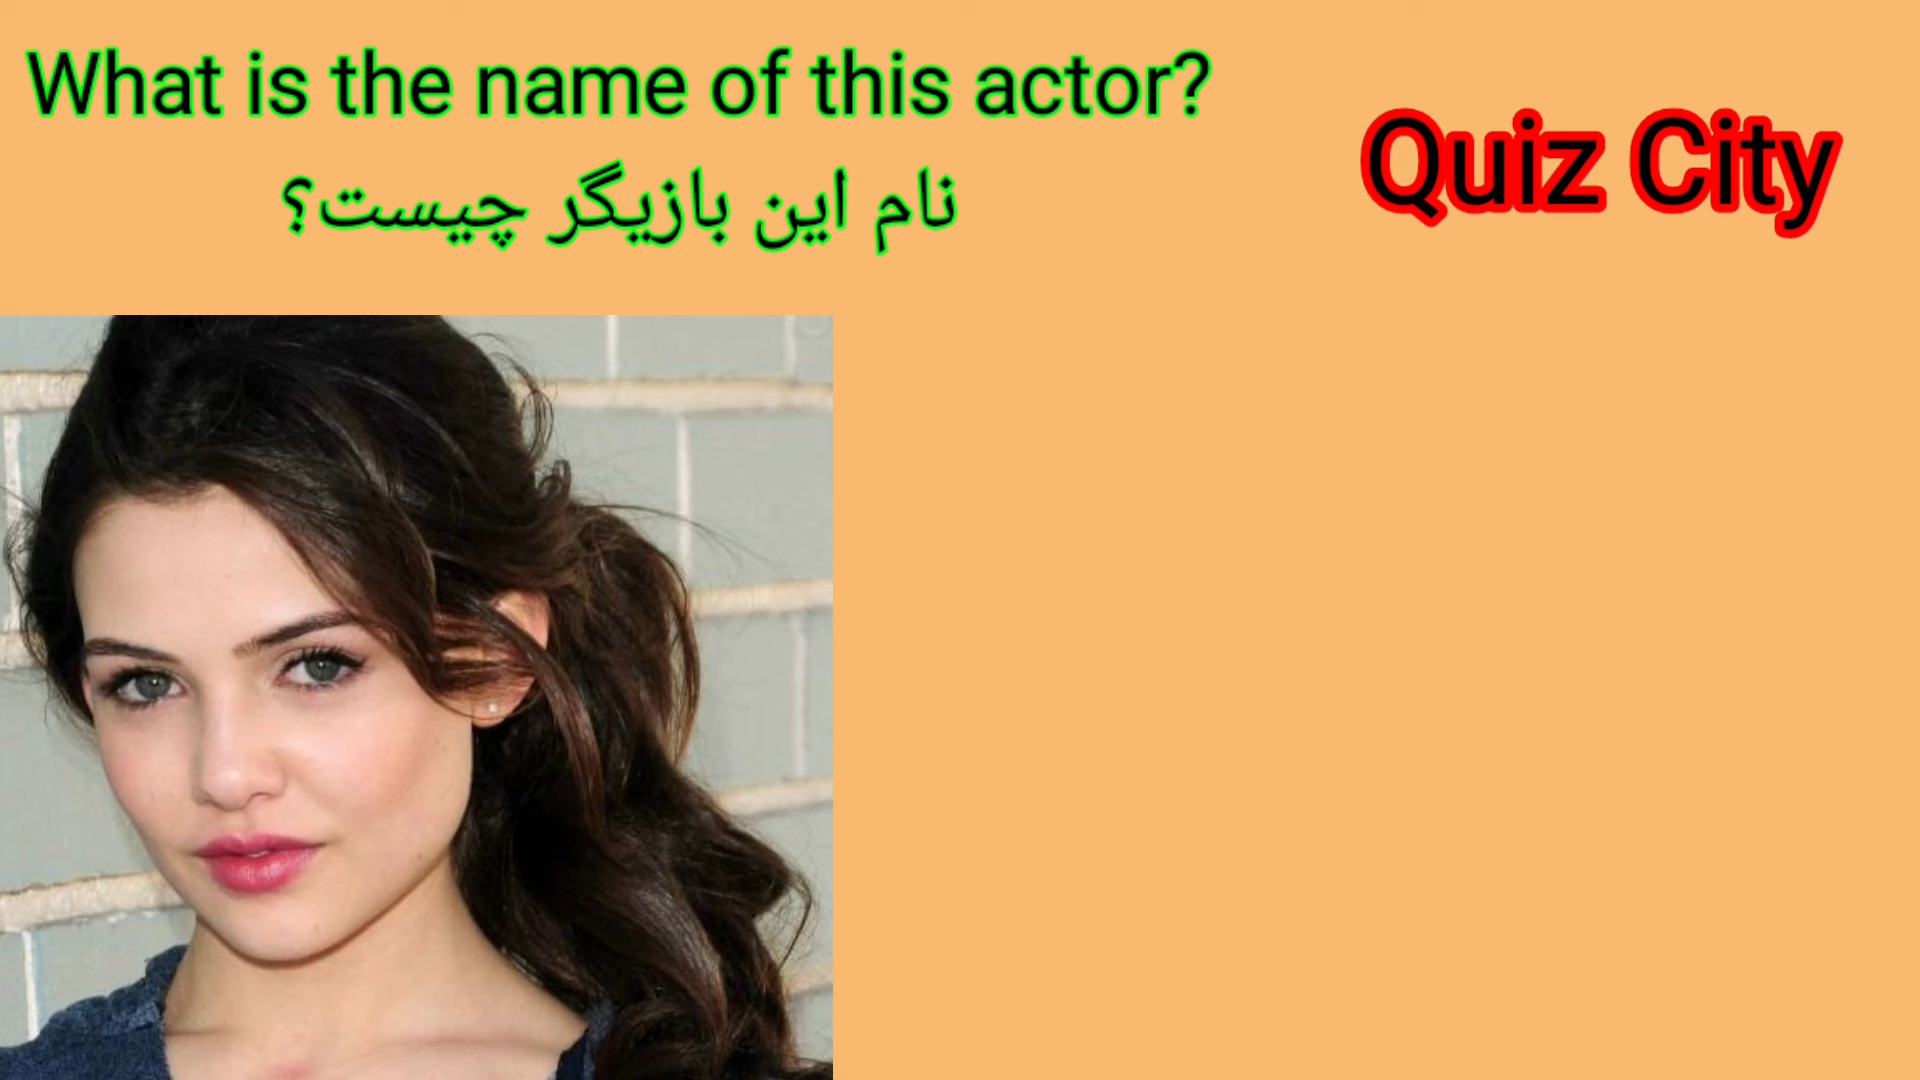 What is the name of this actor?
نام این بازیگر چیست؟
Quiz City